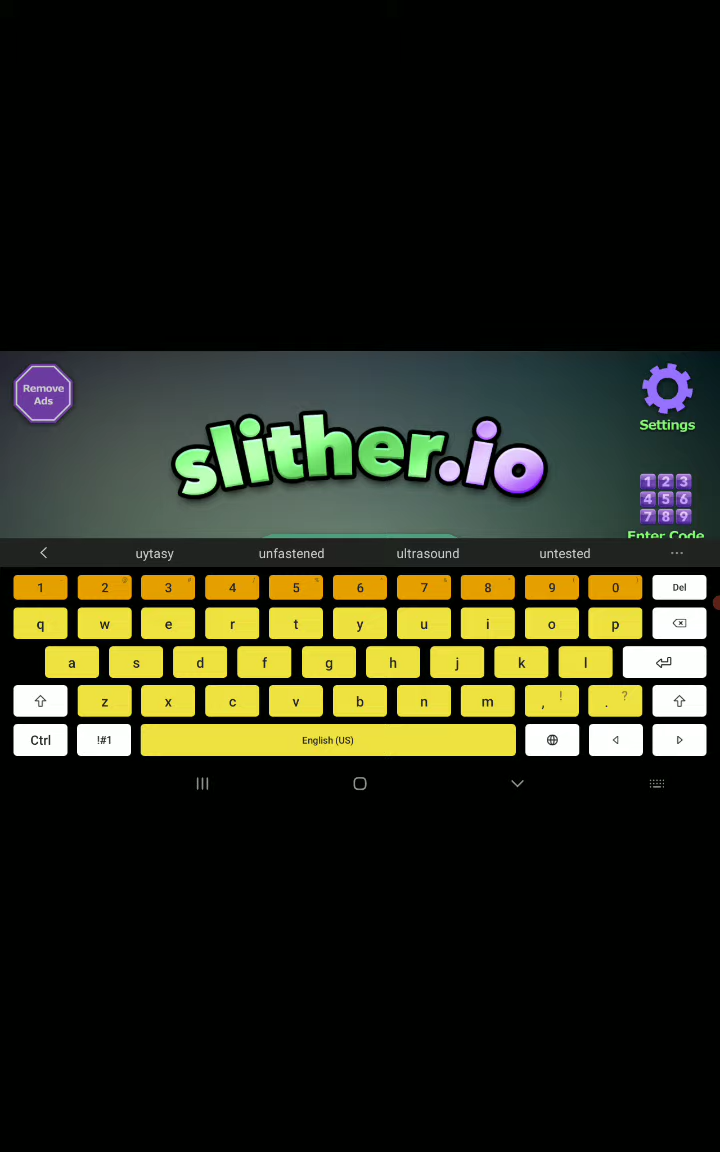 Remove
Ads
slither.io
Settings
1 2 3
4 5 6
7 8 9
Enter Code
uytasy unfastened ultrasound untested ...
1 2 3 4 5 6 7 8 9 0 Del
q w e r t y u i o p
a s d f g h j k l
z x c v b n m , ! . ?
Ctrl !#1 English (US)